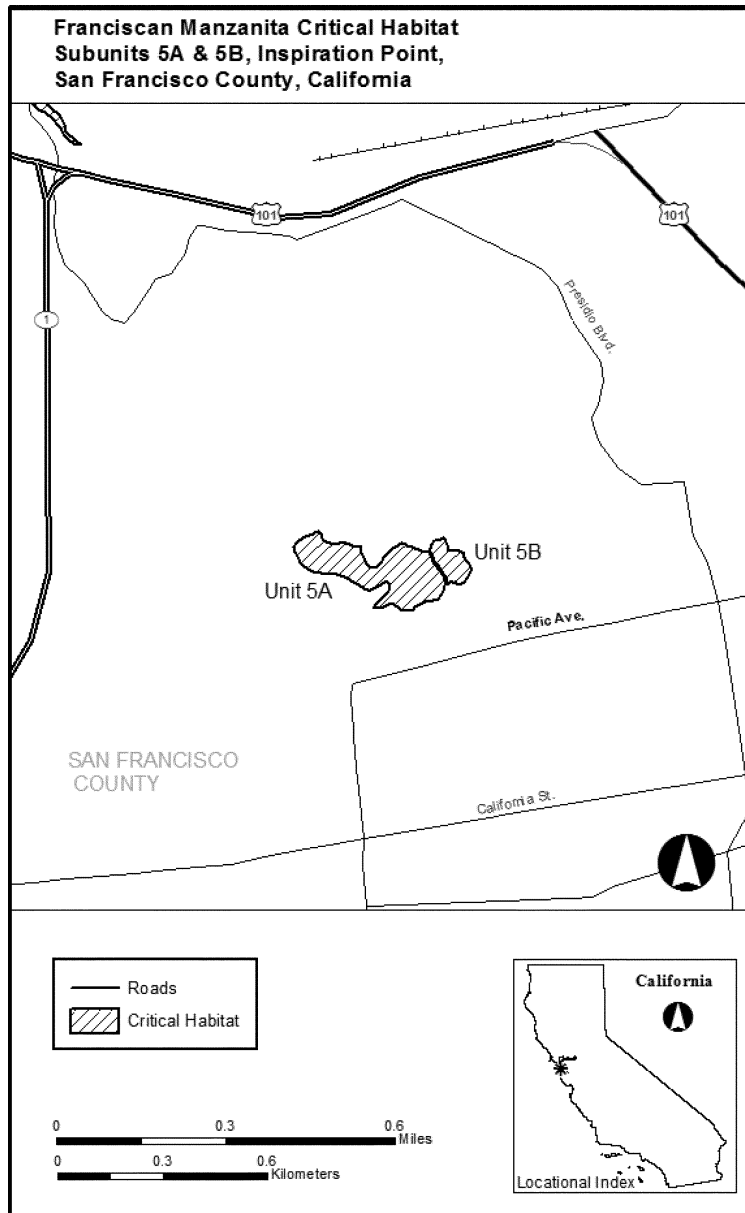 Franciscan Manzanita Critical Habitat
Subunits 5A & 5B, Inspiration Point,
San Francisco County, California
101
101
1
Presidio Blvd.
Unit 5B
Unit 5A
Pacific Ave.
SAN FRANCISCO
COUNTY
California St.
Roads
Critical Habitat
California
0 0.3 0.6
Miles
0 0.3 0.6
Kilometers
Locational Index